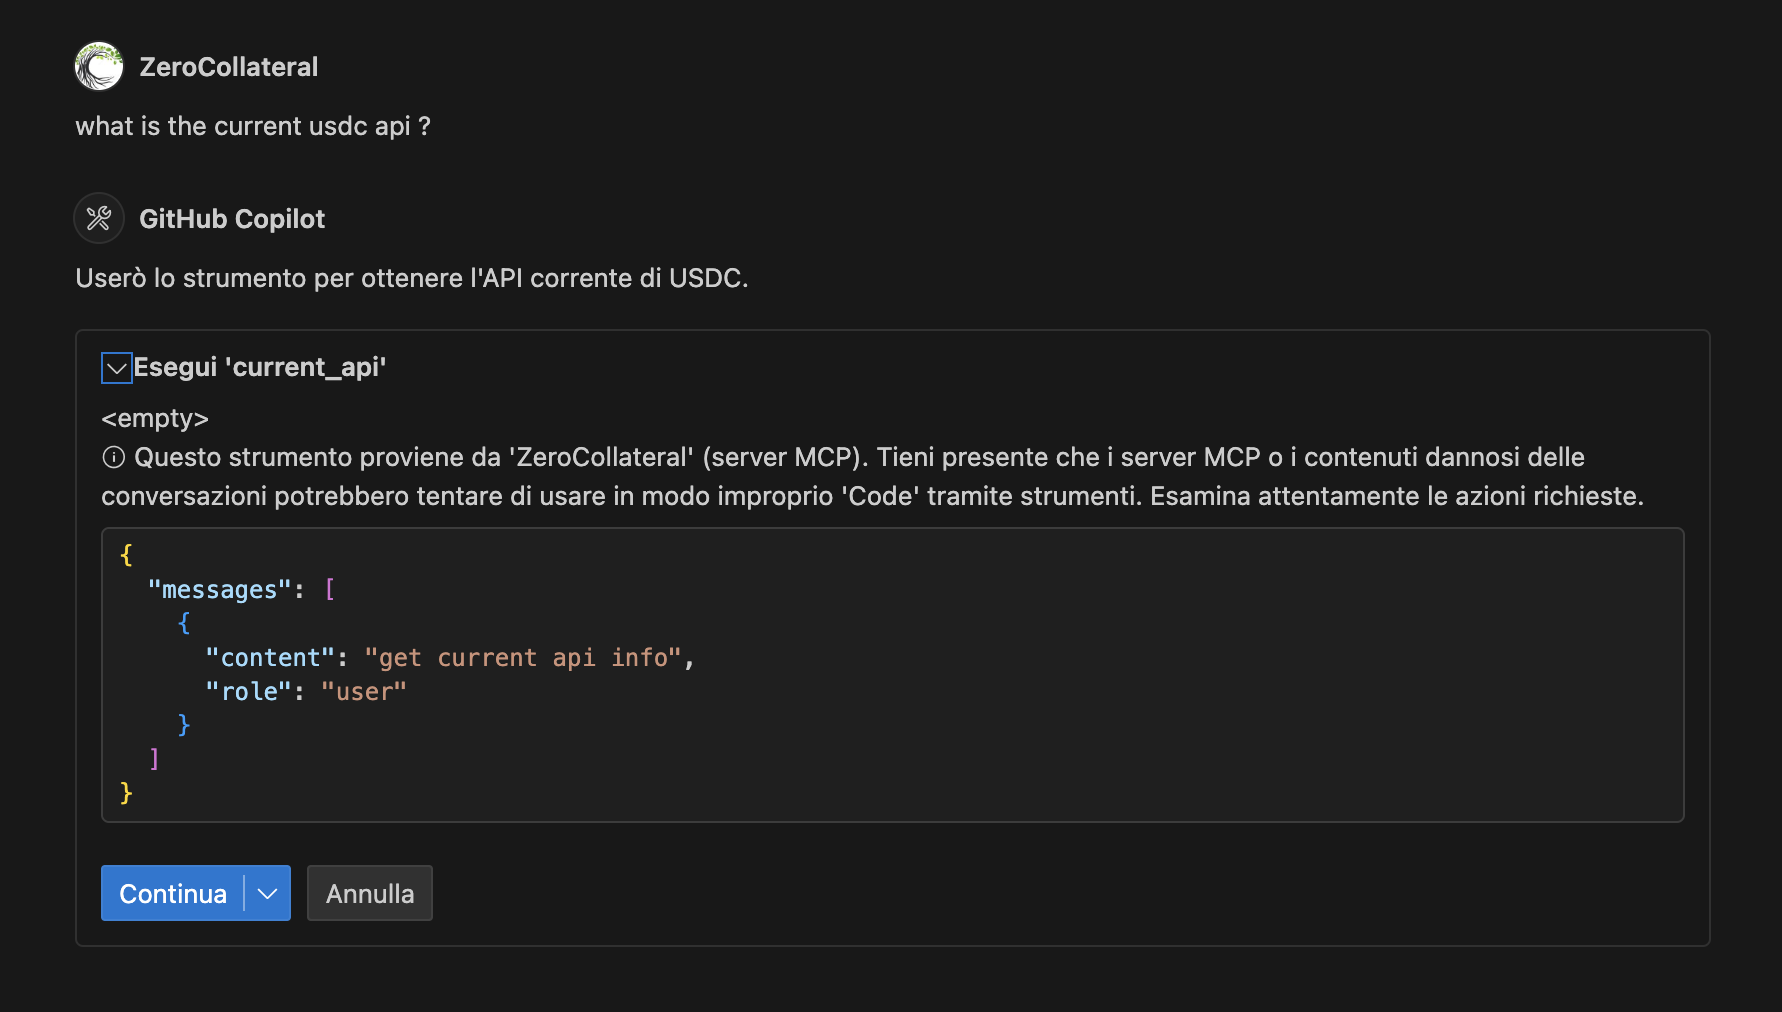 ZeroCollateral
what is the current usdc api ?
GitHub Copilot
Userò lo strumento per ottenere l'API corrente di USDC.
Esegui 'current_api'
<empty>
Questo strumento proviene da 'ZeroCollateral' (server MCP). Tieni presente che i server MCP o i contenuti dannosi delle
conversazioni potrebbero tentare di usare in modo improprio 'Code' tramite strumenti. Esamina attentamente le azioni richieste.
{
  "messages": [
    {
      "content": "get current api info",
      "role": "user"
    }
  ]
}
Continua
Annulla